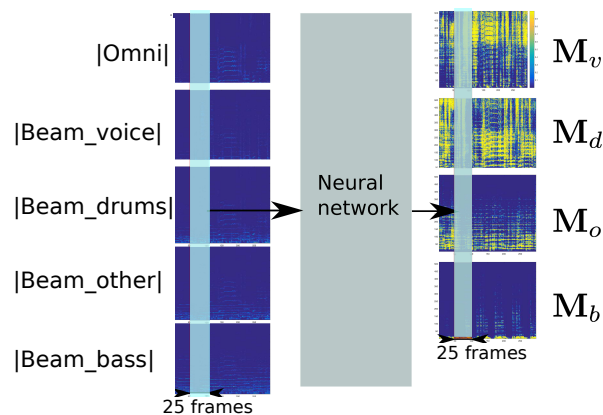 |Omni|
|Beam_voice|
|Beam_drums|
|Beam_other|
|Beam_bass|
25 frames
Neural
network
M_v
M_d
M_o
M_b
25 frames